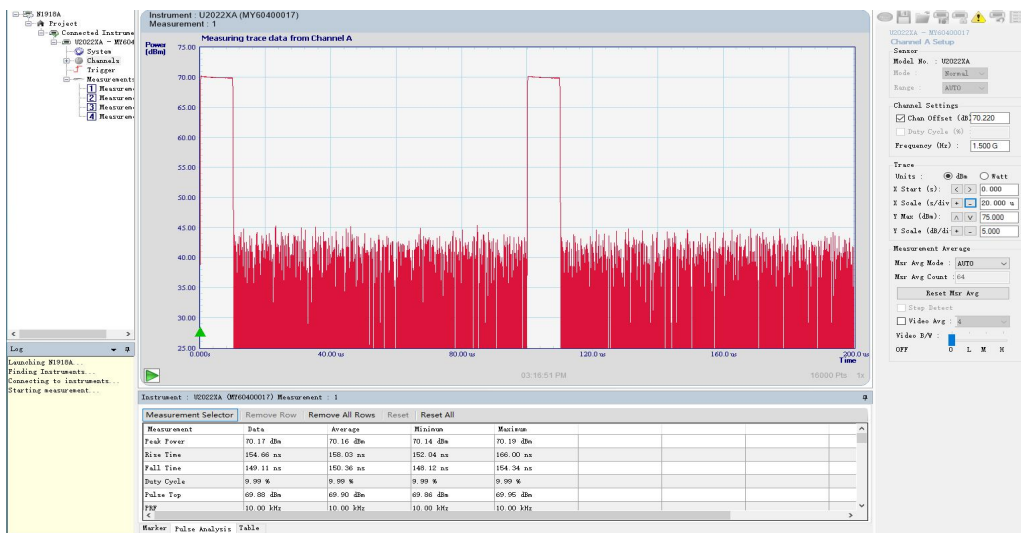 N1918A
Project
Connected Instrume
U2022XA - MY604
System
Channels
Trigger
Measurements
1 Measurem
2 Measurem
3 Measurem
4 Measurem
Log
Launching N1918A...
Finding Instruments...
Connecting to instruments...
Starting measurement...
Instrument : U2022XA (MY60400017)
Measurement : 1
Power
(dBm)
Measuring trace data from Channel A
75.00
70.00
65.00
60.00
55.00
50.00
45.00
40.00
35.00
30.00
25.00
0.000s 40.00 us 80.00 us 120.0 us 160.0 us 200.0 us
Time
03:16:51 PM 16000 Pts 1x
Instrument : U2022XA (MY60400017) Measurement : 1
Measurement Selector Remove Row Remove All Rows Reset Reset All
Measurement Data Average Minimum Maximum
Peak Power 70.17 dBm 70.16 dBm 70.14 dBm 70.19 dBm
Rise Time 154.66 ns 158.03 ns 152.04 ns 166.00 ns
Fall Time 149.11 ns 150.36 ns 148.12 ns 154.34 ns
Duty Cycle 9.99 % 9.99 % 9.99 % 9.99 %
Pulse Top 69.88 dBm 69.90 dBm 69.86 dBm 69.95 dBm
PRF 10.00 kHz 10.00 kHz 10.00 kHz 10.00 kHz
Marker Pulse Analysis Table
U2022XA - MY60400017
Channel A Setup
Sensor
Model No. : U2022XA
Mode : Normal
Range : AUTO
Channel Settings
Chan Offset (dB) 70.220
Duty Cycle (%) :
Frequency (Hz) : 1.500 G
Trace
Units : dBm Watt
X Start (s): < > 0.000
X Scale (s/div + - 20.000 u
Y Max (dBm): 75.000
Y Scale (dB/di + - 5.000
Measurement Average
Msr Avg Mode : AUTO
Msr Avg Count : 64
Reset Msr Avg
Step Detect
Video Avg : 4
Video B/W :
OFF O L M H